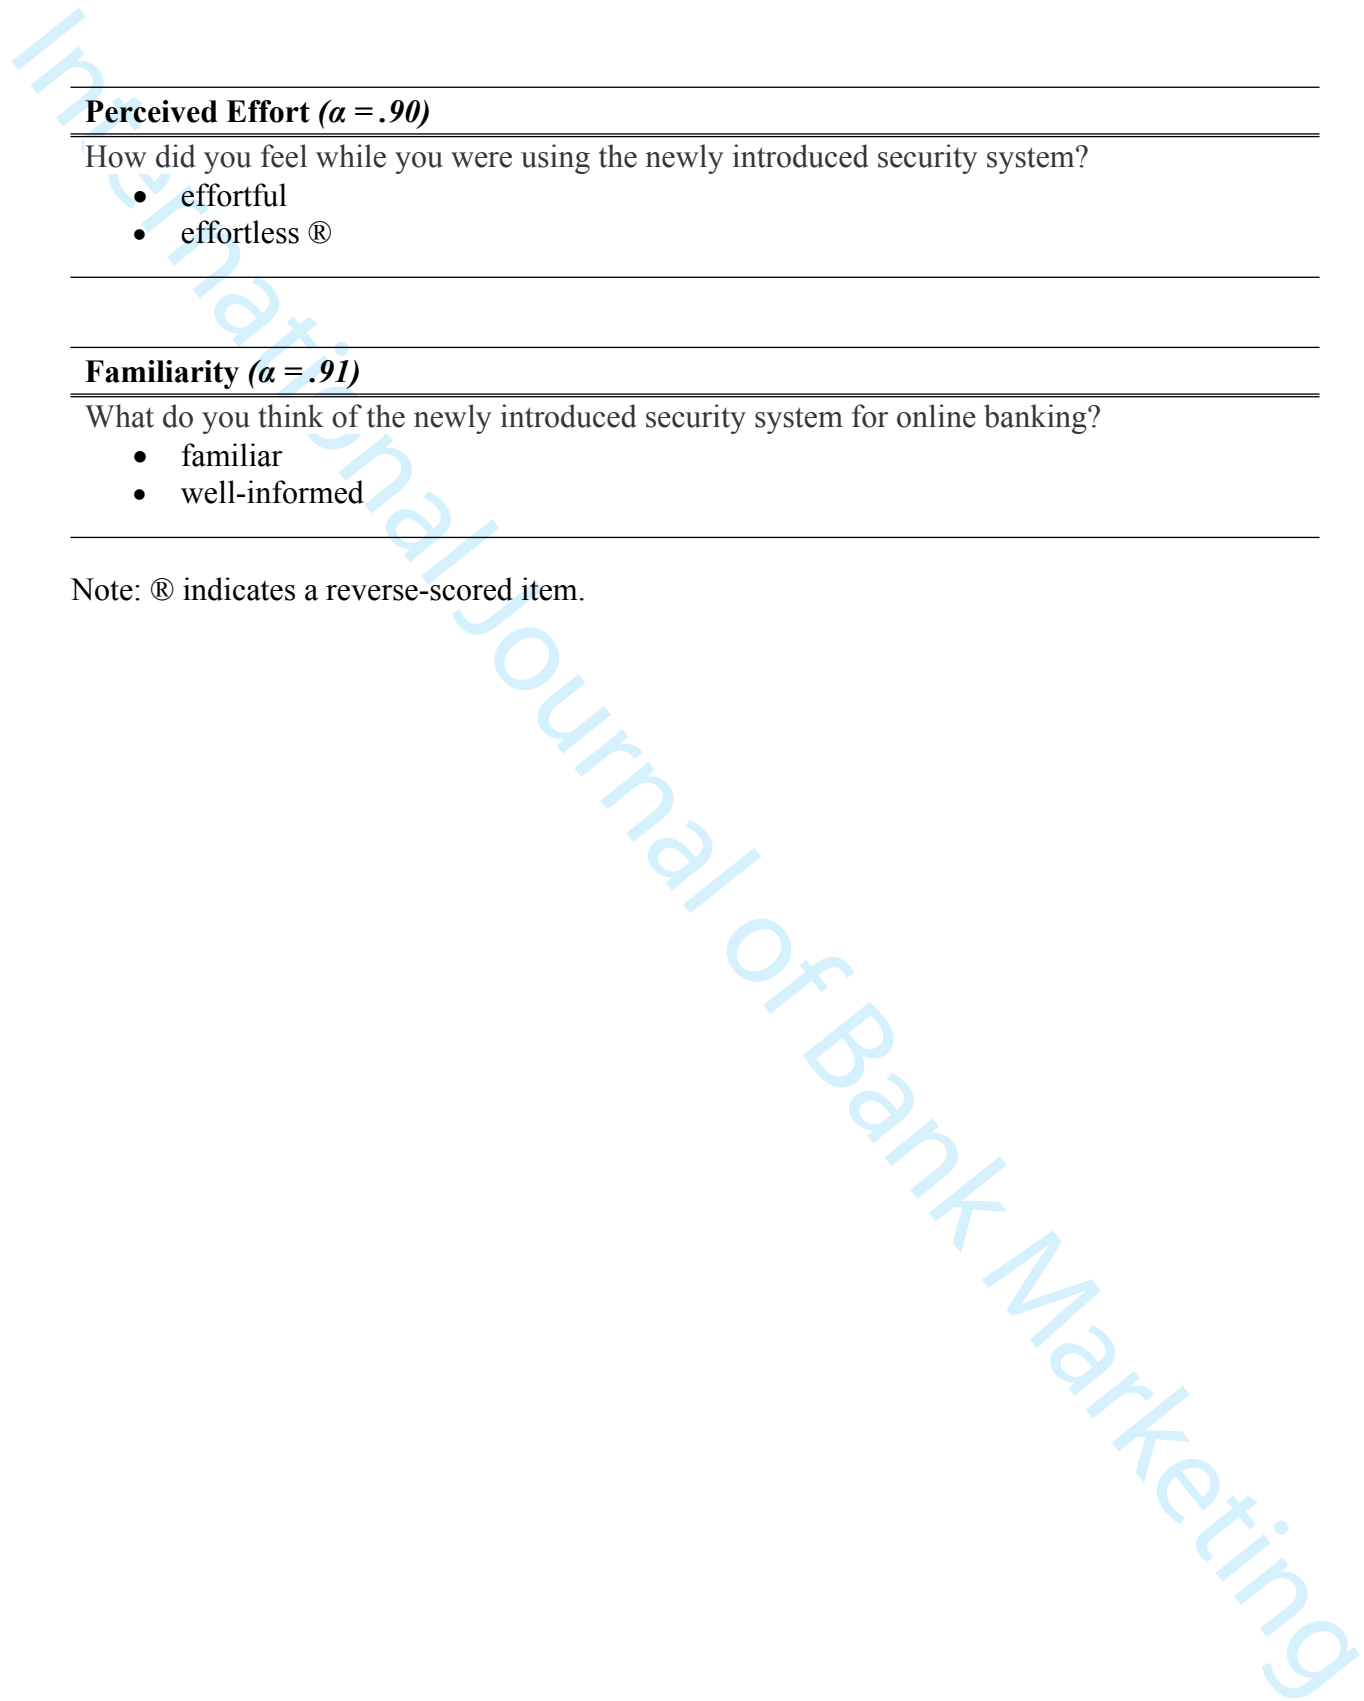 Perceived Effort (α = .90)
How did you feel while you were using the newly introduced security system?
• effortful
• effortless ®
Familiarity (α = .91)
What do you think of the newly introduced security system for online banking?
• familiar
• well-informed
Note: ® indicates a reverse-scored item.
International Journal of Bank Marketing